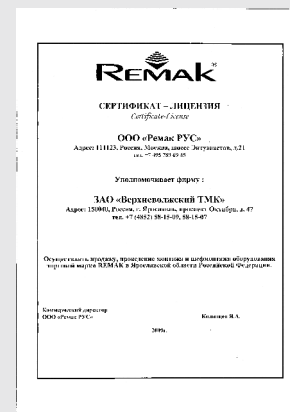 REMAK
СЕРТИФИКАТ – ЛИЦЕНЗИЯ
Certificate-License
ООО «Ремак РУС»
Адрес: 111123, Россия, Москва, шоссе Энтузиастов, д.21
тел. +7 495
Уполномочивает фирму :
ЗАО «Верхневолжский ТМК»
Адрес: 150040, Россия, г. Ярославль, проспект Октября, д. 47
тел. +7 (4852) 58-15-09, 58-15-07
Осуществлять продажу, проведение монтажа и шефмонтажа оборудования
торговой марки REMAK в Ярославской области Российской Федерации.
Коммерческий директор
ООО «Ремак РУС»
2009г.